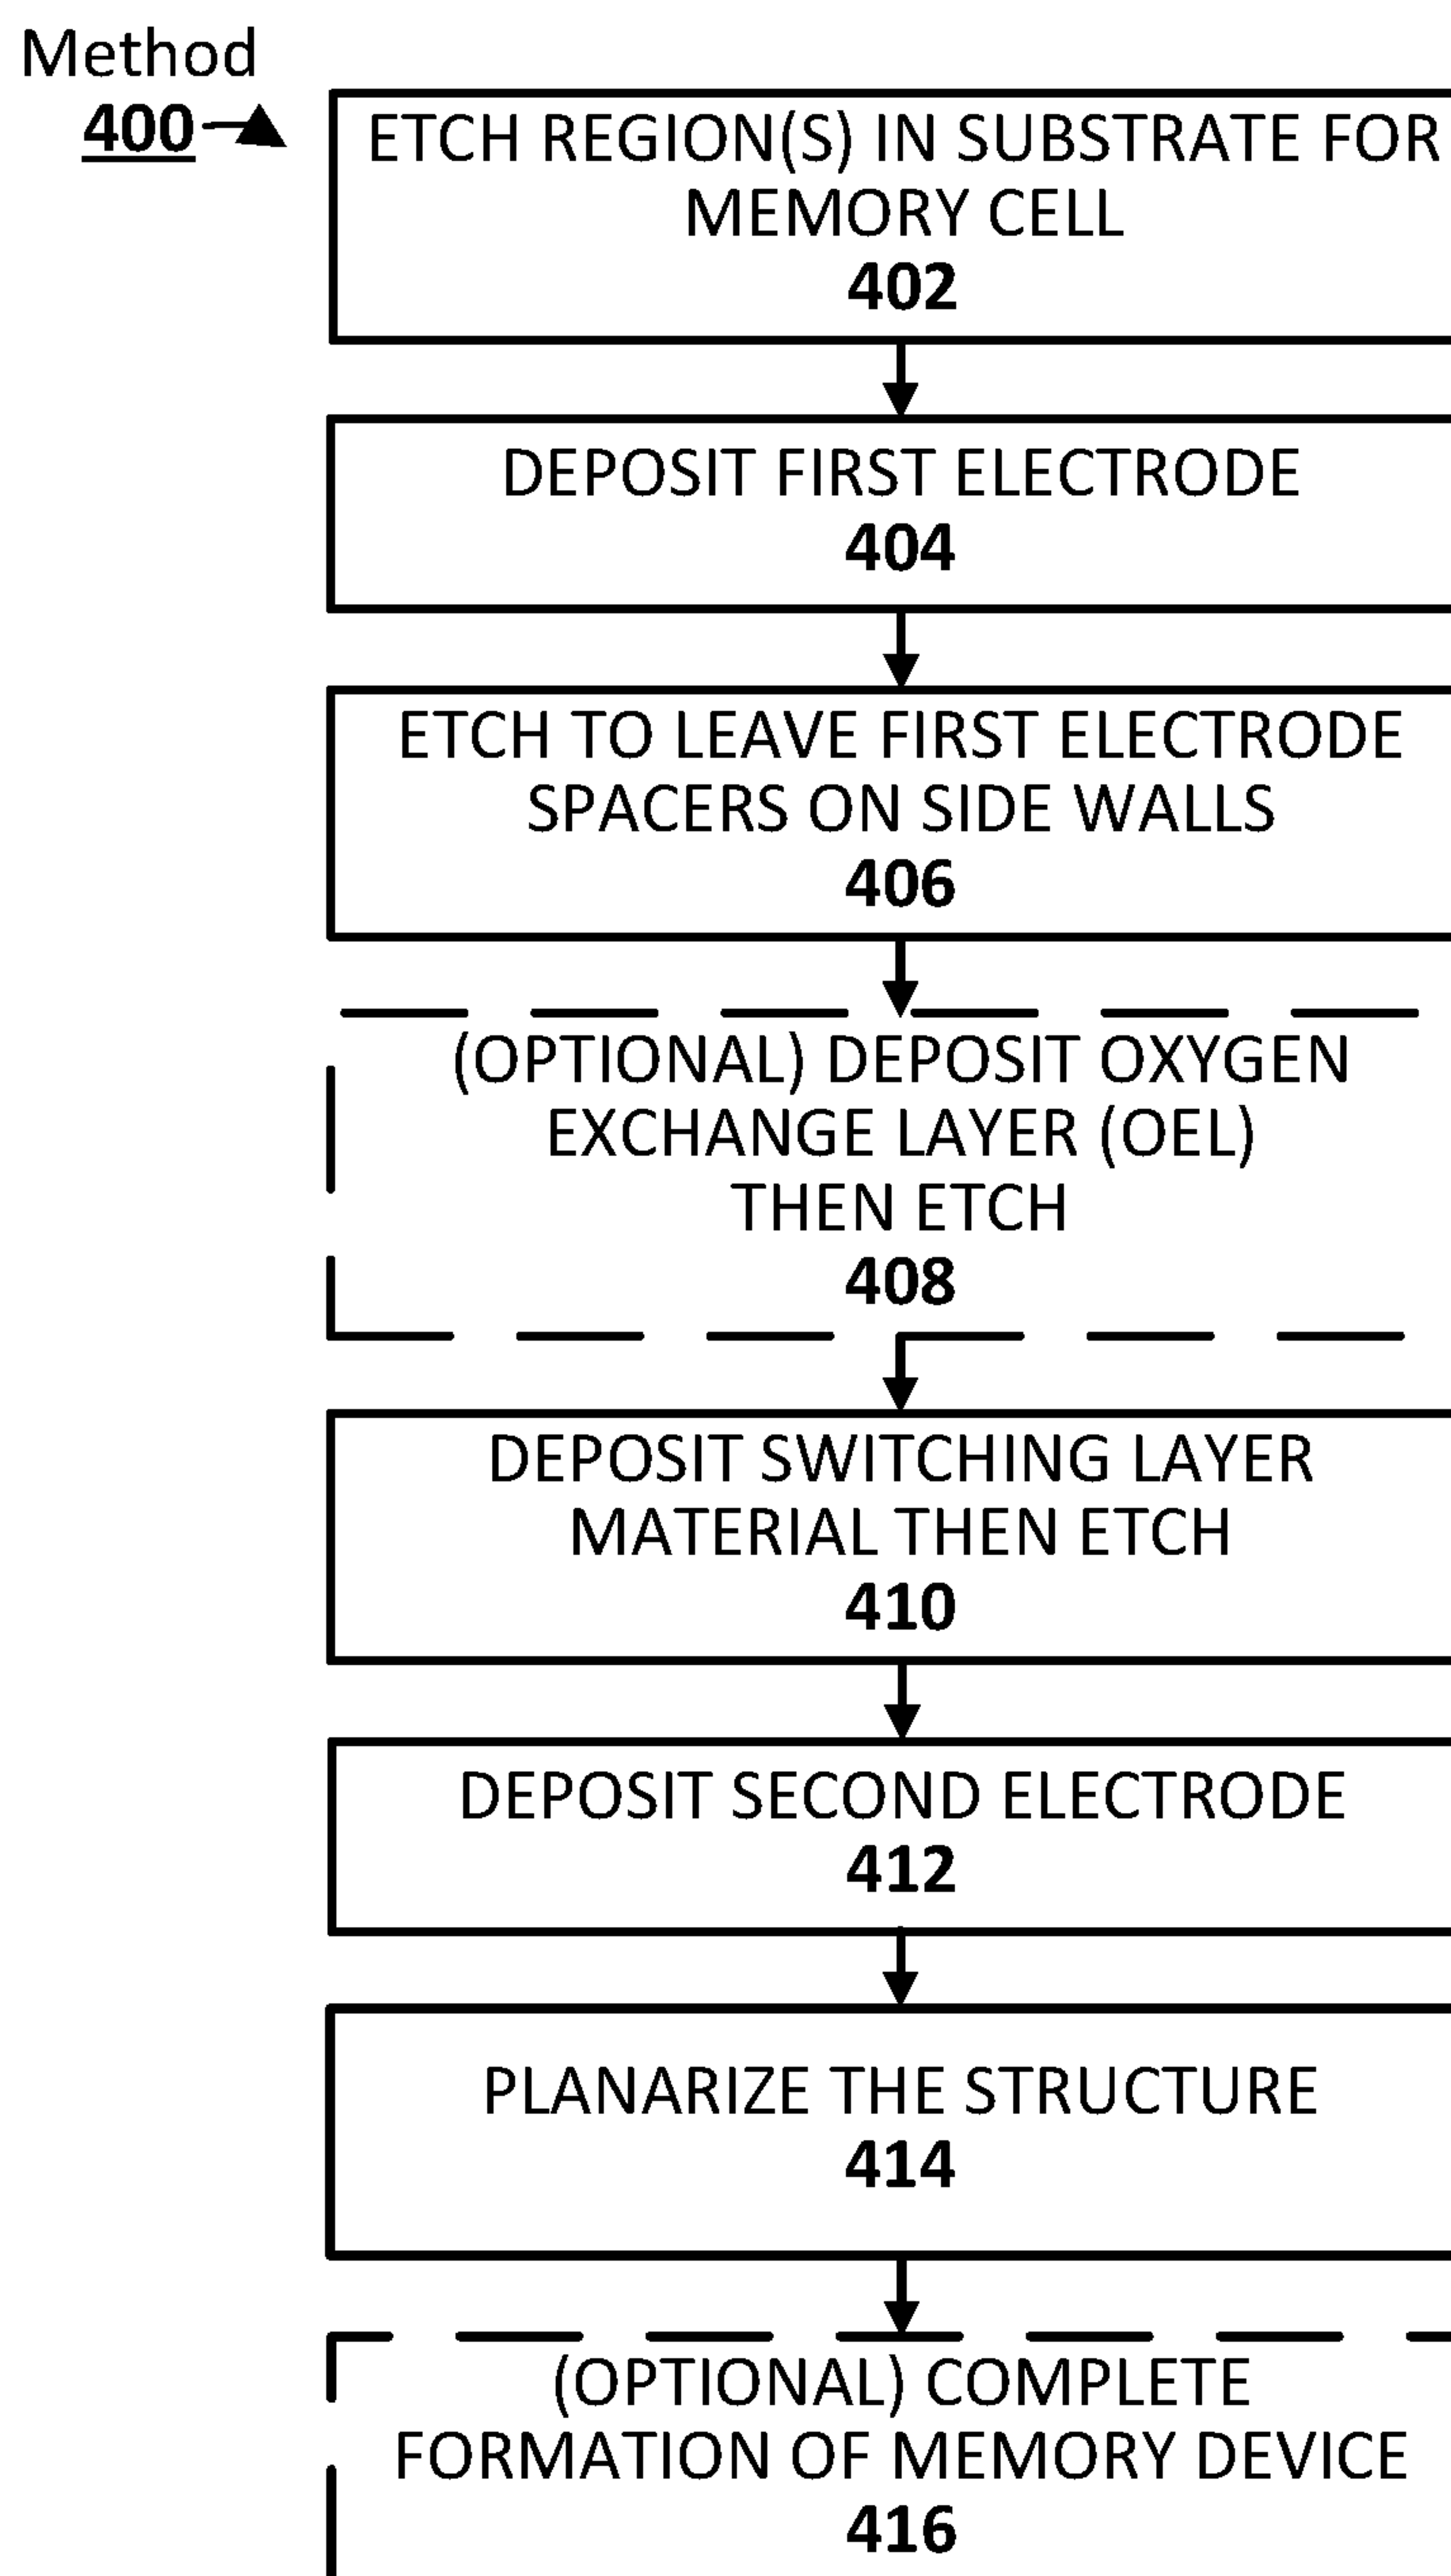 Method
400
ETCH REGION(S) IN SUBSTRATE FOR
MEMORY CELL
402
DEPOSIT FIRST ELECTRODE
404
ETCH TO LEAVE FIRST ELECTRODE
SPACERS ON SIDE WALLS
406
(OPTIONAL) DEPOSIT OXYGEN
EXCHANGE LAYER (OEL)
THEN ETCH
408
DEPOSIT SWITCHING LAYER
MATERIAL THEN ETCH
410
DEPOSIT SECOND ELECTRODE
412
PLANARIZE THE STRUCTURE
414
(OPTIONAL) COMPLETE
FORMATION OF MEMORY DEVICE
416